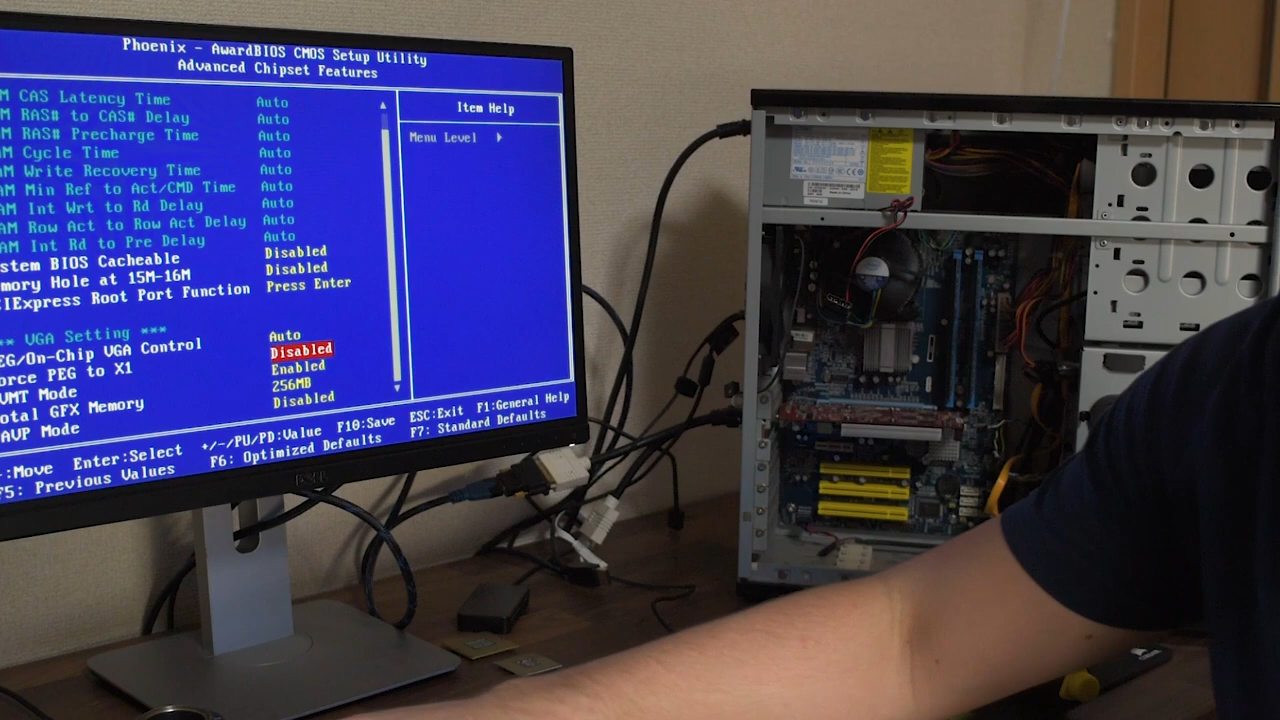 Phoenix - AwardBIOS CMOS Setup Utility
Advanced Chipset Features
M CAS Latency Time Auto
M RAS# to CAS# Delay Auto
M RAS# Precharge Time Auto
AM Cycle Time Auto
AM Write Recovery Time Auto
AM Min Ref to Act/CMD Time Auto
AM Int Wrt to Rd Delay Auto
AM Row Act to Row Act Delay Auto
AM Int Rd to Pre Delay Auto
stem BIOS Cacheable Disabled
mory Hole at 15M-16M Disabled
CIExpress Root Port Function Press Enter
** VGA Setting ***
EG/On-Chip VGA Control Auto
orce PEG to X1 Disabled
VMT Mode Enabled
otal GFX Memory 256MB
AVP Mode Disabled
Item Help
Menu Level
-:Move Enter:Select +/-/PU/PD:Value F10:Save ESC:Exit F1:General Help
F5: Previous Values F6: Optimized Defaults F7: Standard Defaults
DELL
intel